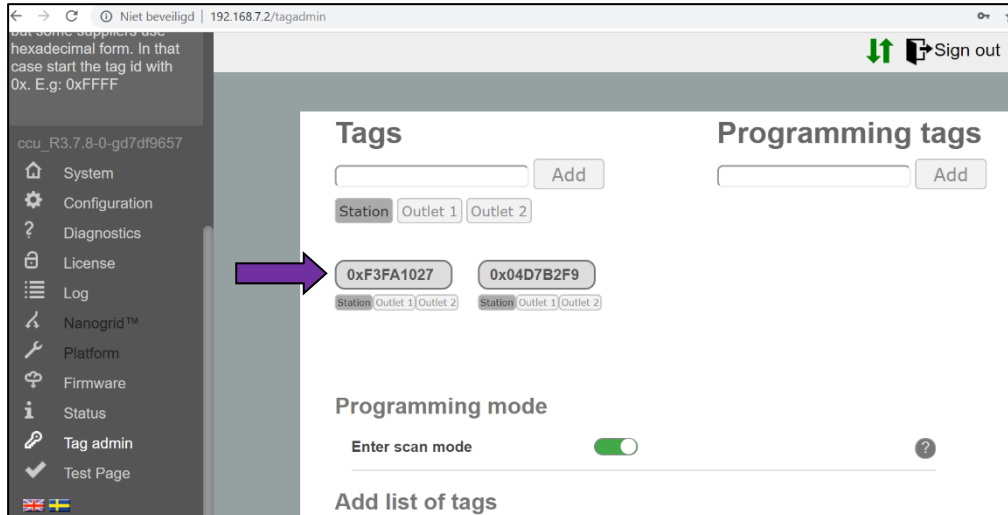 Niet beveiligd | 192.168.7.2/tagadmin
but some suppliers use
hexadecimal form. In that
case start the tag id with
0x. E.g: 0xFFFF
ccu_R3.7.8-0-gd7df9657
System
Configuration
Diagnostics
License
Log
Nanogrid™
Platform
Firmware
Status
Tag admin
Test Page
Sign out
Tags
Add
Station Outlet 1 Outlet 2
0xF3FA1027 0x04D7B2F9
Station Outlet 1 Outlet 2 Station Outlet 1 Outlet 2
Programming tags
Add
Programming mode
Enter scan mode ?
Add list of tags